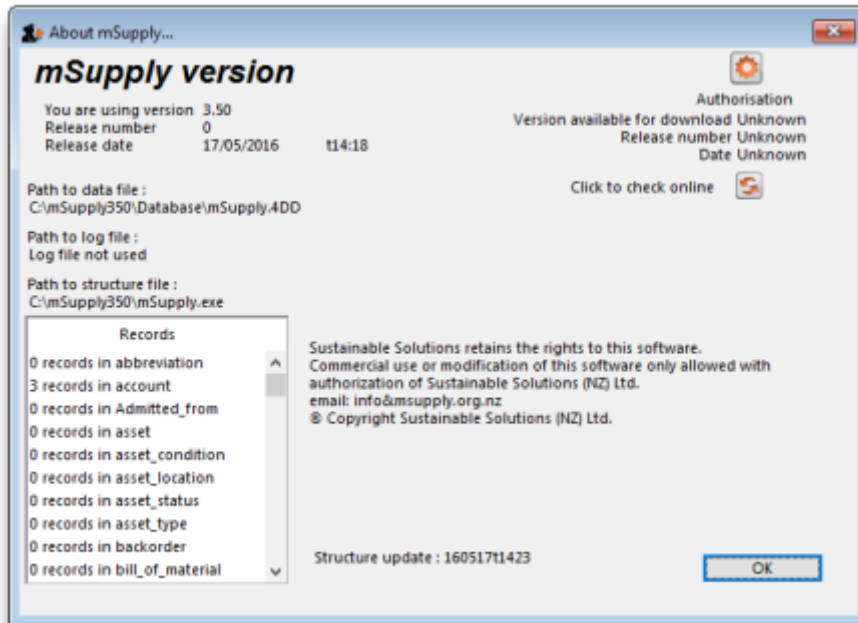 About mSupply...
mSupply version
You are using version 3.50
Release number 0
Release date 17/05/2016 t14:18
Authorisation
Version available for download Unknown
Release number Unknown
Date Unknown
Click to check online
Path to data file :
C:\mSupply350\Database\mSupply.4DD
Path to log file :
Log file not used
Path to structure file :
C:\mSupply350\mSupply.exe
Records
0 records in abbreviation
3 records in account
0 records in Admitted_from
0 records in asset
0 records in asset_condition
0 records in asset_location
0 records in asset_status
0 records in asset_type
0 records in backorder
0 records in bill_of_material
Sustainable Solutions retains the rights to this software.
Commercial use or modification of this software only allowed with
authorization of Sustainable Solutions (NZ) Ltd.
email: info@msupply.org.nz
® Copyright Sustainable Solutions (NZ) Ltd.
Structure update : 160517t1423
OK